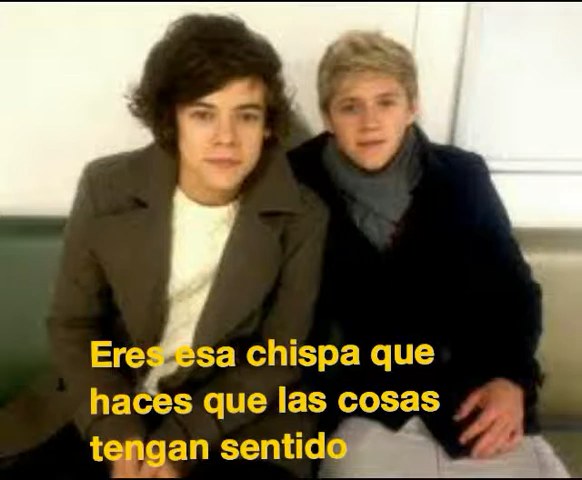 Eres esa chispa que
haces que las cosas
tengan sentido